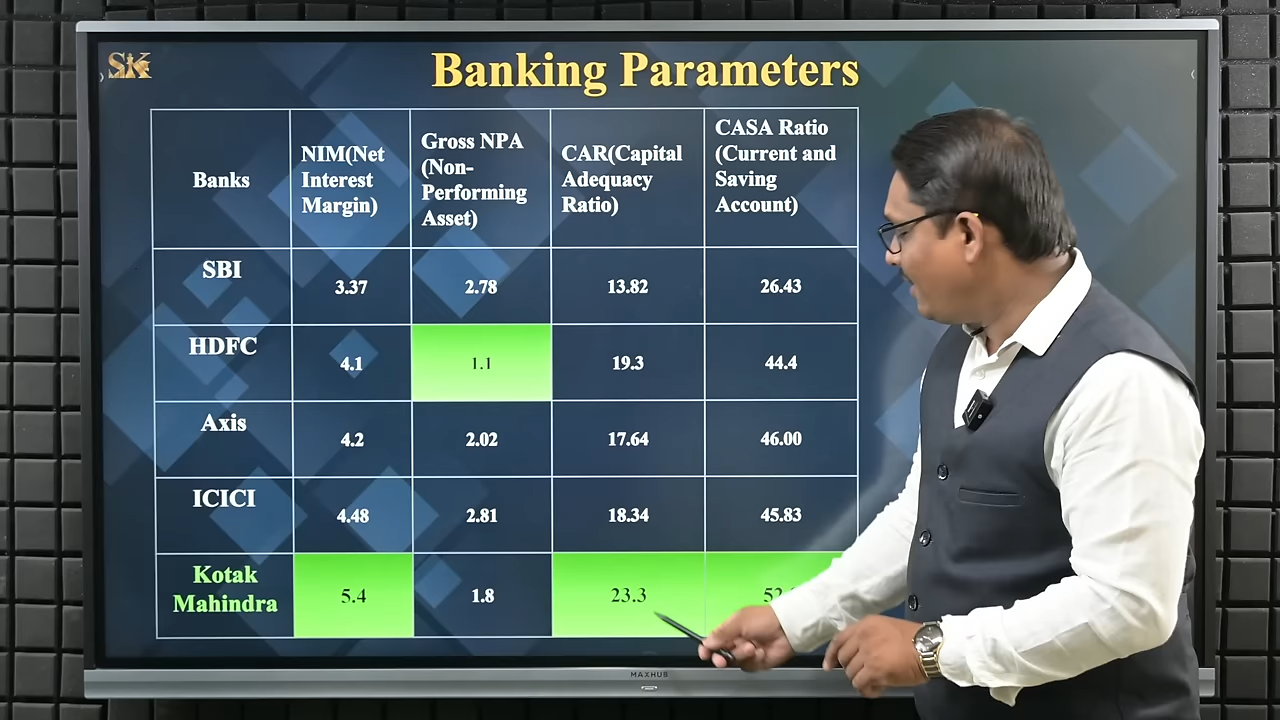 SK
Banking Parameters
Banks
NIM(Net
Interest
Margin)
Gross NPA
(Non-
Performing
Asset)
CAR(Capital
Adequacy
Ratio)
CASA Ratio
(Current and
Saving
Account)
SBI
3.37
2.78
13.82
26.43
HDFC
4.1
1.1
19.3
44.4
Axis
4.2
2.02
17.64
46.00
ICICI
4.48
2.81
18.34
45.83
Kotak
Mahindra
5.4
1.8
23.3
MAXHUB